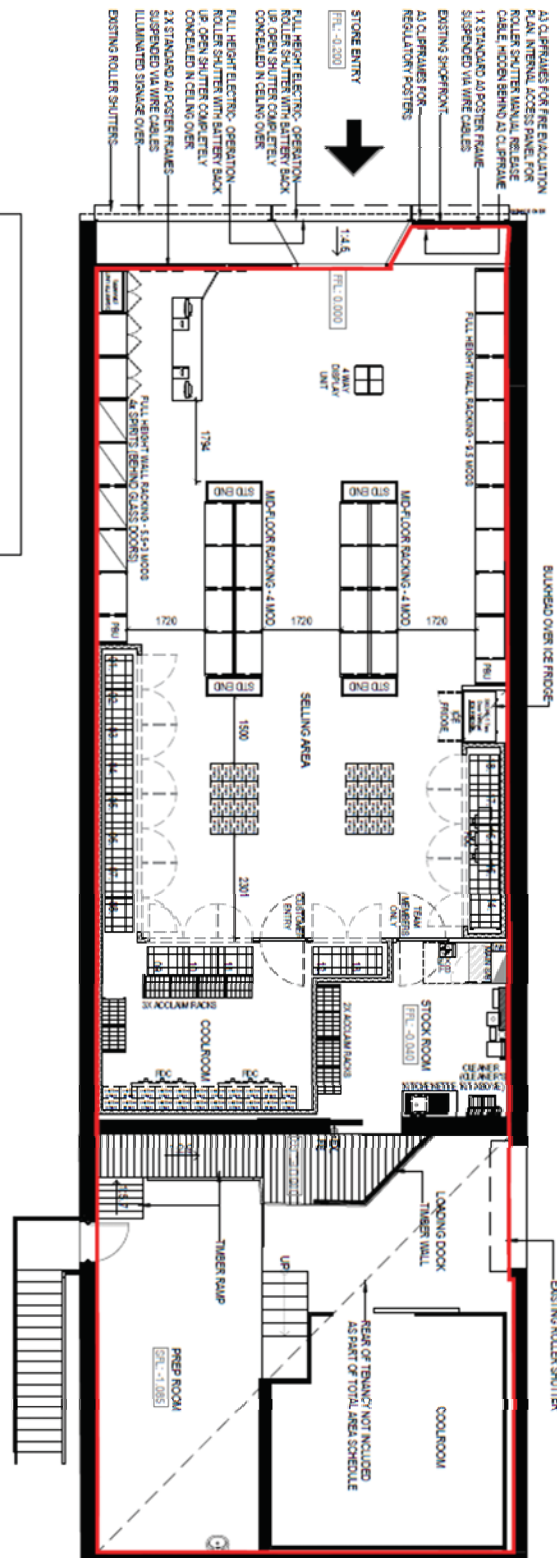 A3 CLIPFRAMES FOR FIRE EVACUATION
PLAN. INTERNAL ACCESS PANEL FOR
ROLLER SHUTTER MANUAL RELEASE
CABLE HIDDEN BEHIND A3 CLIPFRAME
1 X STANDARD A0 POSTER FRAME
SUSPENDED VIA WIRE CABLES
EXISTING SHOPFRONT
A3 CLIPFRAMES FOR
REGULATORY POSTERS
STORE ENTRY
FFL: -0.200
FULL HEIGHT ELECTRIC- OPERATION
ROLLER SHUTTER WITH BATTERY BACK
UP. OPEN SHUTTER COMPLETELY
CONCEALED IN CEILING OVER
FULL HEIGHT ELECTRIC- OPERATION
ROLLER SHUTTER WITH BATTERY BACK
UP. OPEN SHUTTER COMPLETELY
CONCEALED IN CEILING OVER
2 X STANDARD A0 POSTER FRAMES
SUSPENDED VIA WIRE CABLES
ILLUMINATED SIGNAGE OVER
EXISTING ROLLER SHUTTERS
1:4.5
FFL: 0.000
FULL HEIGHT WALL RACKING - 9.5 MODS
4 WAY
DISPLAY
UNIT
1794
FULL HEIGHT WALL RACKING - 5.5+3 MODS
4x SPIRITS (BEHIND GLASS DOORS)
STD END
STD END
MID-FLOOR RACKING - 4 MOD
MID-FLOOR RACKING - 4 MOD
1720
1720
1720
STD END
STD END
PBU
PBU
BULKHEAD OVER ICE FRIDGE
ICE
FRIDGE
SELLING AREA
1500
2301
TEAM
MEMBERS
ONLY
CUSTOMER
ENTRY
STOCK ROOM
FFL: -0.040
2X ACCLAIM RACKS
3X ACCLAIM RACKS
COOLROOM
CLEANER
KITCHENETTE
UP
LOADING DOCK
TIMBER WALL
TIMBER RAMP
EXISTING ROLLER SHUTTER
REAR OF TENANCY NOT INCLUDED
AS PART OF TOTAL AREA SCHEDULE
COOLROOM
PREP ROOM
SFL: -1.085